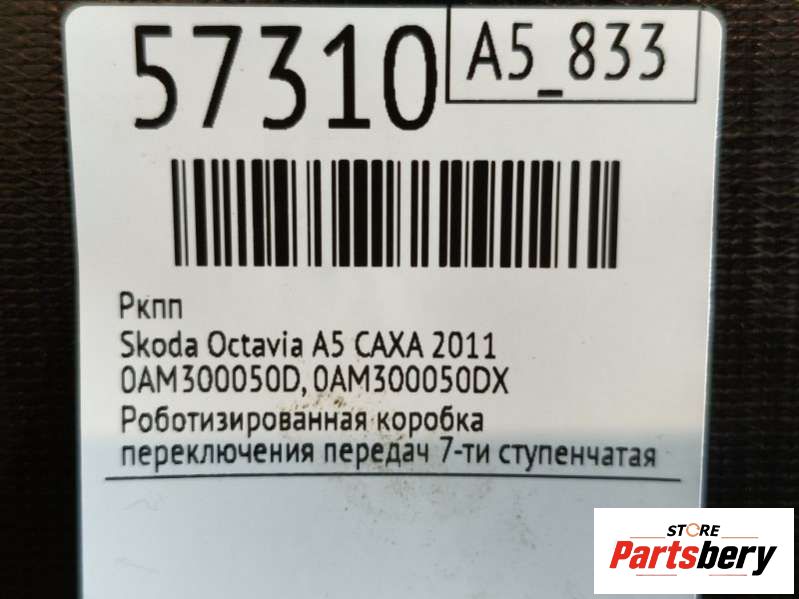 57310
A5_833
Ркпп
Skoda Octavia A5 CAXA 2011
0AM300050D, 0AM300050DX
Роботизированная коробка
переключения передач 7-ти ступенчатая
STORE
Partsbery